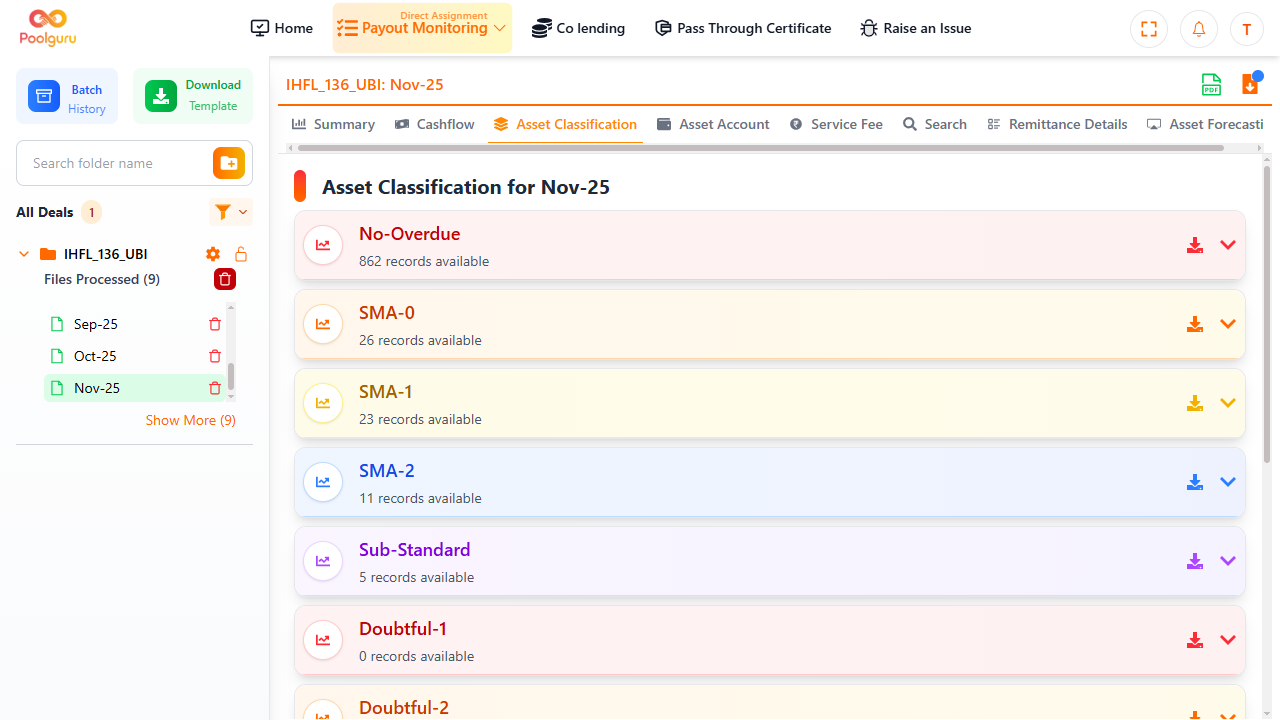 Poolguru
Home
Direct Assignment
Payout Monitoring
Co lending
Pass Through Certificate
Raise an Issue
T
Batch
History
Download
Template
Search folder name
All Deals 1
IHFL_136_UBI
Files Processed (9)
Sep-25
Oct-25
Nov-25
Show More (9)
IHFL_136_UBI: Nov-25
PDF
Summary
Cashflow
Asset Classification
Asset Account
Service Fee
Search
Remittance Details
Asset Forecasti
Asset Classification for Nov-25
No-Overdue
862 records available
SMA-0
26 records available
SMA-1
23 records available
SMA-2
11 records available
Sub-Standard
5 records available
Doubtful-1
0 records available
Doubtful-2